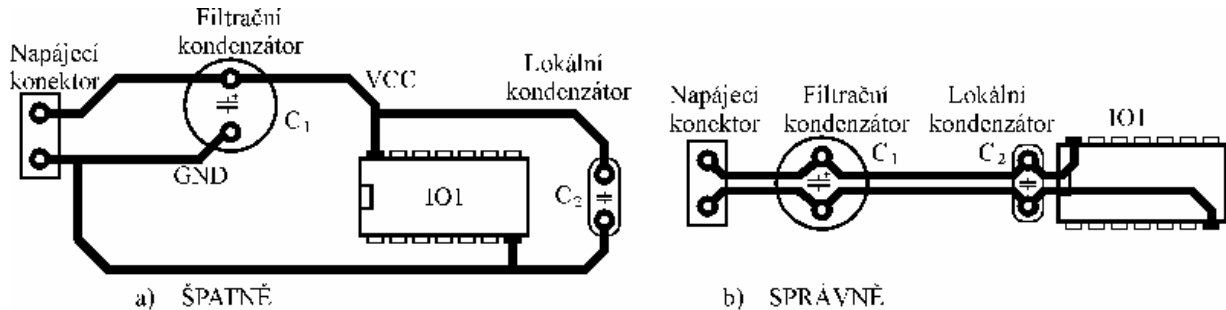 Napájecí
konektor
Filtrační
kondenzátor
VCC
Lokální
kondenzátor
C1
GND
IO1
C2
a) ŠPATNĚ
Napájecí
konektor
Filtrační
kondenzátor
C1
Lokální
kondenzátor
C2
IO1
b) SPRÁVNĚ